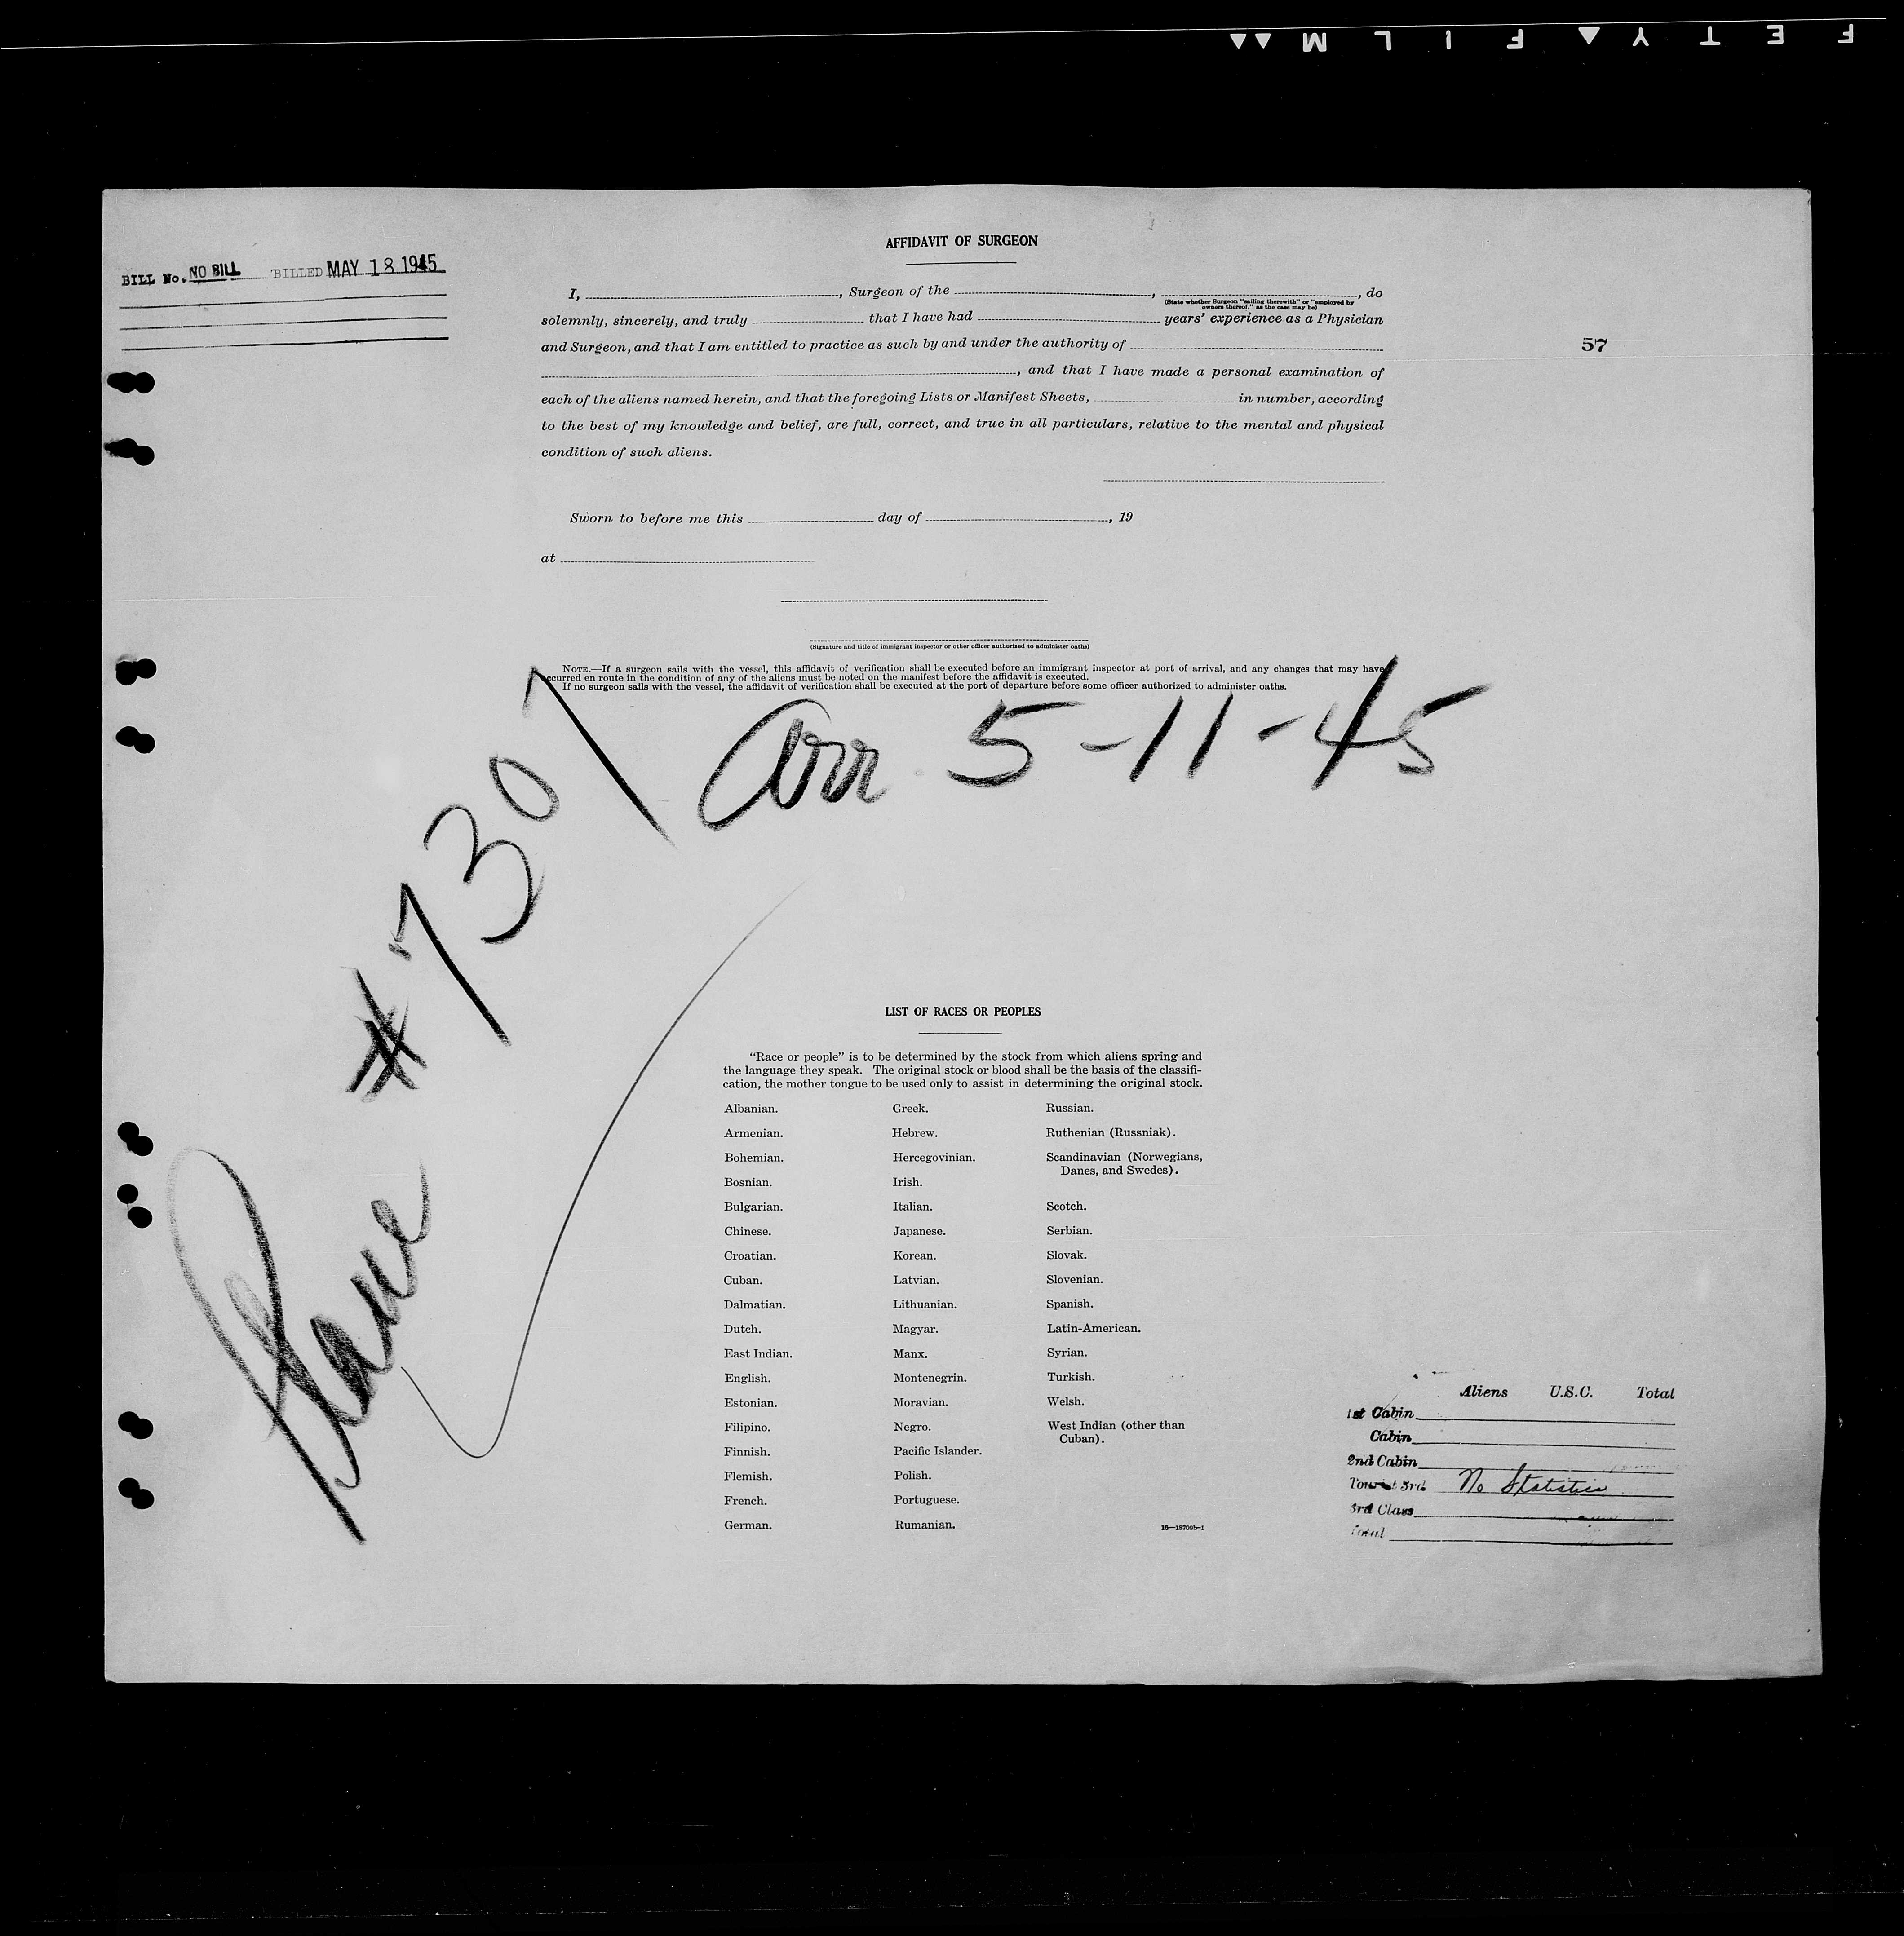 FETY▲FILM▲▲
AFFIDAVIT OF SURGEON
BILL No. NO BILL BILLED MAY 18 1945
I, , Surgeon of the , , do
(State whether Surgeon "sailing therewith" or "employed by
owners thereof," as the case may be)
solemnly, sincerely, and truly that I have had years' experience as a Physician
and Surgeon, and that I am entitled to practice as such by and under the authority of
57
, and that I have made a personal examination of
each of the aliens named herein, and that the foregoing Lists or Manifest Sheets, in number, according
to the best of my knowledge and belief, are full, correct, and true in all particulars, relative to the mental and physical
condition of such aliens.
Sworn to before me this day of , 19
at
(Signature and title of immigrant inspector or other officer authorized to administer oaths)
NOTE.—If a surgeon sails with the vessel, this affidavit of verification shall be executed before an immigrant inspector at port of arrival, and any changes that may have
occurred en route in the condition of any of the aliens must be noted on the manifest before the affidavit is executed.
If no surgeon sails with the vessel, the affidavit of verification shall be executed at the port of departure before some officer authorized to administer oaths.
Arr 5-11-45
Plane #7307
LIST OF RACES OR PEOPLES
"Race or people" is to be determined by the stock from which aliens spring and
the language they speak. The original stock or blood shall be the basis of the classifi-
cation, the mother tongue to be used only to assist in determining the original stock.
Albanian. Greek. Russian.
Armenian. Hebrew. Ruthenian (Russniak).
Bohemian. Hercegovinian. Scandinavian (Norwegians,
Danes, and Swedes).
Bosnian. Irish.
Bulgarian. Italian. Scotch.
Chinese. Japanese. Serbian.
Croatian. Korean. Slovak.
Cuban. Latvian. Slovenian.
Dalmatian. Lithuanian. Spanish.
Dutch. Magyar. Latin-American.
East Indian. Manx. Syrian.
English. Montenegrin. Turkish.
Estonian. Moravian. Welsh.
Filipino. Negro. West Indian (other than
Cuban).
Finnish. Pacific Islander.
Flemish. Polish.
French. Portuguese.
German. Rumanian.
16—18709b-1
Aliens U.S.C. Total
1st Cabin
Cabin
2nd Cabin
Tourist 3rd No Statistics
3rd Class
Total